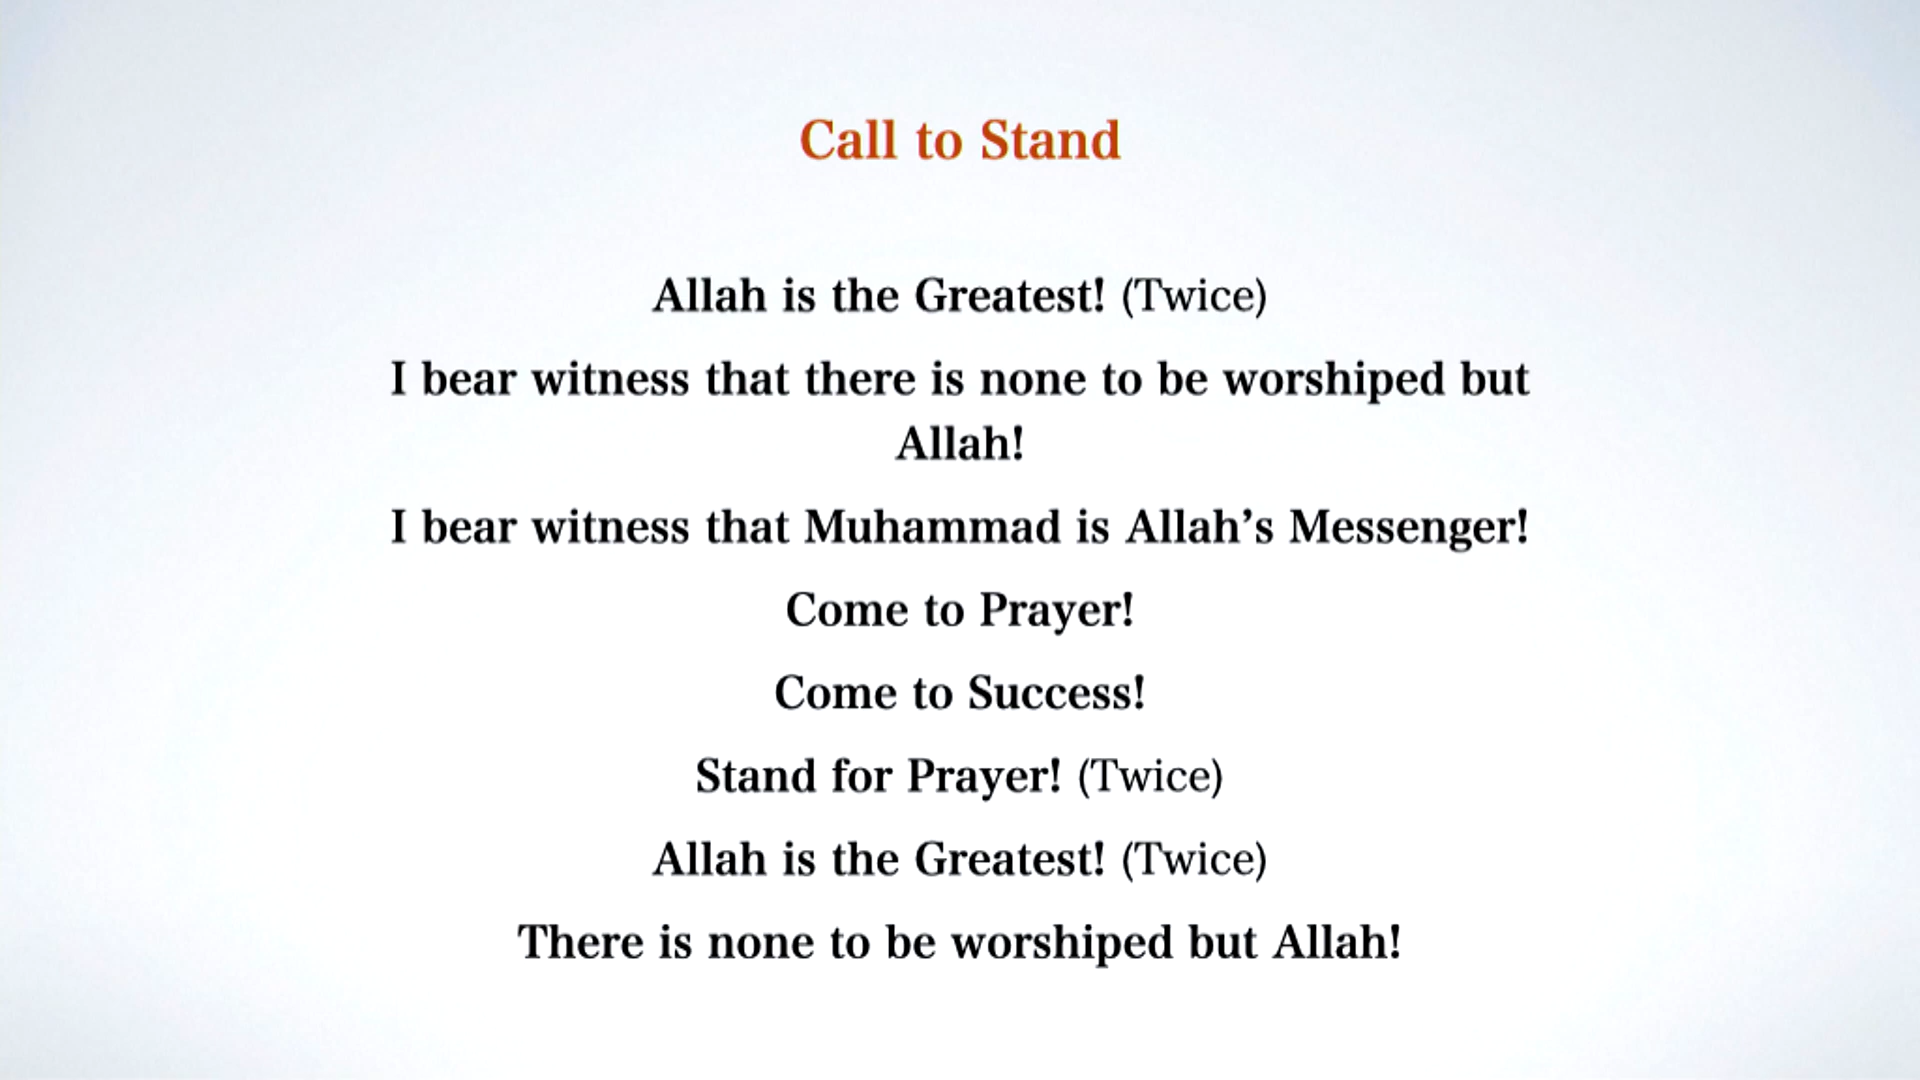 Call to Stand
Allah is the Greatest! (Twice)
I bear witness that there is none to be worshiped but
Allah!
I bear witness that Muhammad is Allah’s Messenger!
Come to Prayer!
Come to Success!
Stand for Prayer! (Twice)
Allah is the Greatest! (Twice)
There is none to be worshiped but Allah!